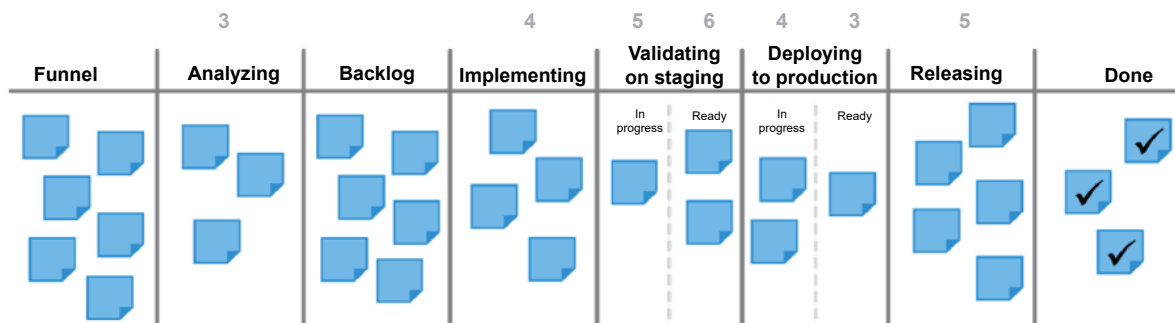 3 4 5 6 4 3 5
Funnel
Analyzing
Backlog
Implementing
Validating
on staging
Deploying
to production
Releasing
Done
In
progress
Ready
In
progress
Ready